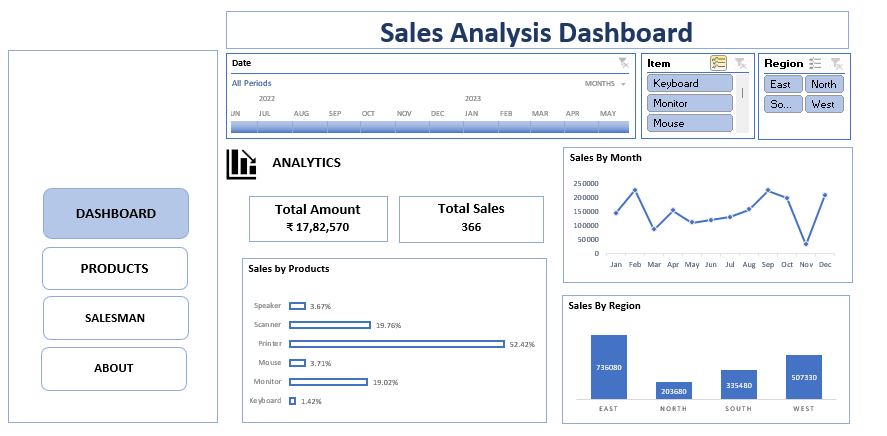 Sales Analysis Dashboard
Date
All Periods
MONTHS
2022 2023
UN JUL AUG SEP OCT NOV DEC JAN FEB MAR APR MAY
Item
Keyboard
Monitor
Mouse
Region
East North
So... West
DASHBOARD
PRODUCTS
SALESMAN
ABOUT
ANALYTICS
Total Amount
₹ 17,82,570
Total Sales
366
Sales By Month
250000
200000
150000
100000
50000
0
Jan Feb Mar Apr May Jun Jul Aug Sep Oct Nov Dec
Sales by Products
Speaker 3.67%
Scanner 19.76%
Printer 52.42%
Mouse 3.71%
Monitor 19.02%
Keyboard 1.42%
Sales By Region
736080 203680 335480 507330
EAST NORTH SOUTH WEST